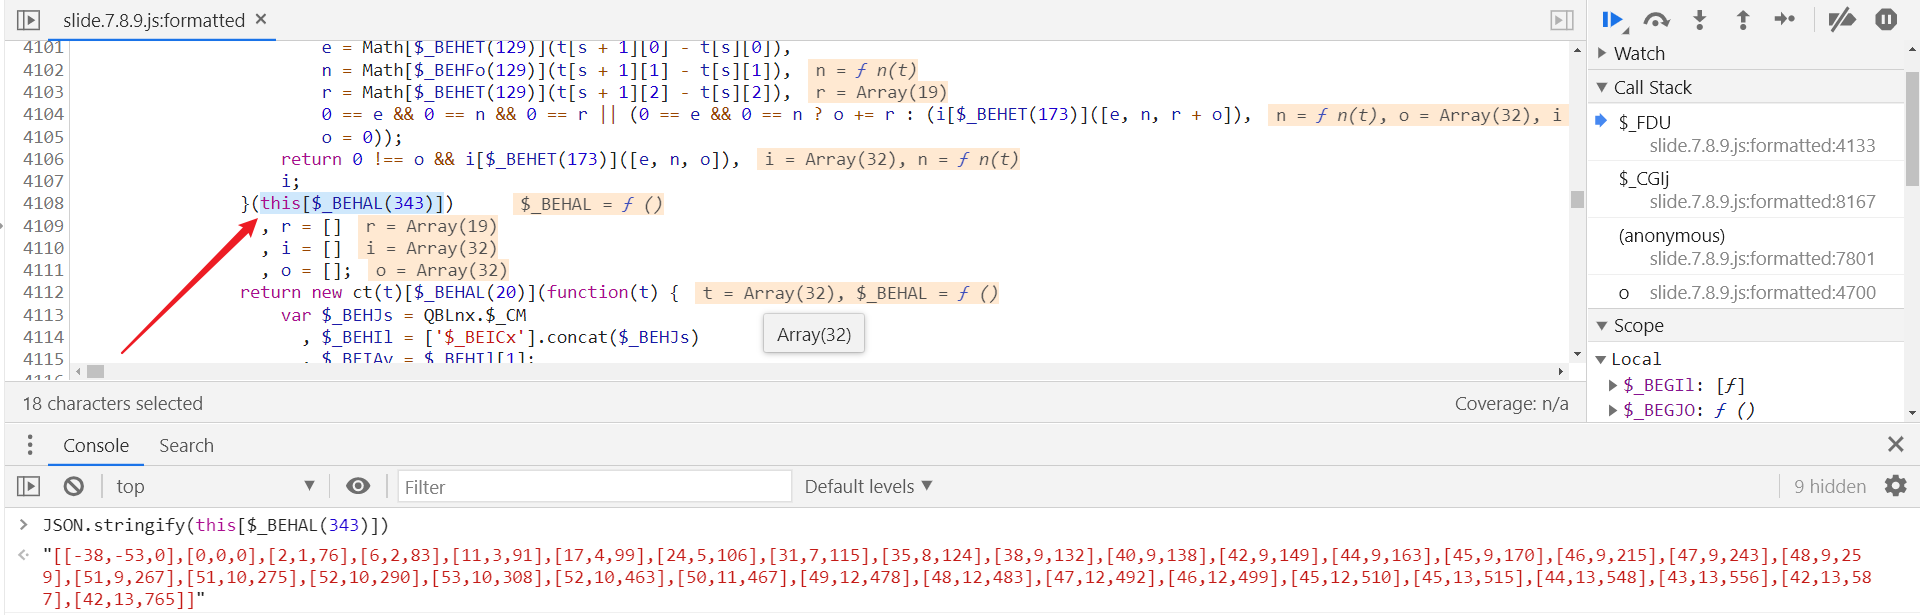 slide.7.8.9.js:formatted ×
4101 e = Math[$_BEHET(129)](t[s + 1][0] - t[s][0]),
4102 n = Math[$_BEHFo(129)](t[s + 1][1] - t[s][1]), n = ƒ n(t)
4103 r = Math[$_BEHET(129)](t[s + 1][2] - t[s][2]), r = Array(19)
4104 0 == e && 0 == n && 0 == r || (0 == e && 0 == n ? o += r : (i[$_BEHET(173)]([e, n, r + o]), n = ƒ n(t), o = Array(32), i
4105 o = 0));
4106 return 0 !== o && i[$_BEHET(173)]([e, n, o]), i = Array(32), n = ƒ n(t)
4107 i;
4108 }(this[$_BEHAL(343)]) $_BEHAL = ƒ ()
4109 , r = [] r = Array(19)
4110 , i = [] i = Array(32)
4111 , o = []; o = Array(32)
4112 return new ct(t)[$_BEHAL(20)](function(t) { t = Array(32), $_BEHAL = ƒ ()
4113 var $_BEHJs = QBLnx.$_CM
4114 , $_BEHIl = ['$_BEICx'].concat($_BEHJs)
4115 , $_BEIAy = $_BEHIl[1];
4116
Array(32)
18 characters selected
Coverage: n/a
Watch
Call Stack
$_FDU
slide.7.8.9.js:formatted:4133
$_CGIj
slide.7.8.9.js:formatted:8167
(anonymous)
slide.7.8.9.js:formatted:7801
o slide.7.8.9.js:formatted:4700
Scope
Local
$_BEGIl: [ƒ]
$_BEGJO: ƒ ()
Console Search
top Filter Default levels 9 hidden
JSON.stringify(this[$_BEHAL(343)])
"[[-38,-53,0],[0,0,0],[2,1,76],[6,2,83],[11,3,91],[17,4,99],[24,5,106],[31,7,115],[35,8,124],[38,9,132],[40,9,138],[42,9,149],[44,9,163],[45,9,170],[46,9,215],[47,9,243],[48,9,25
9],[51,9,267],[51,10,275],[52,10,290],[53,10,308],[52,10,463],[50,11,467],[49,12,478],[48,12,483],[47,12,492],[46,12,499],[45,12,510],[45,13,515],[44,13,548],[43,13,556],[42,13,58
7],[42,13,765]]"